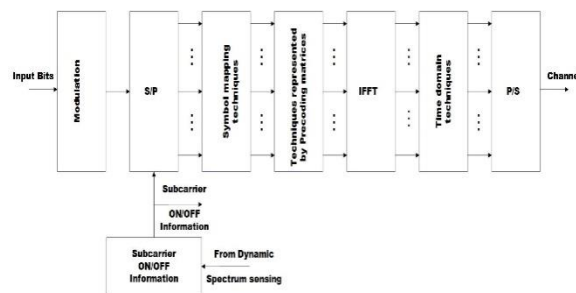 Input Bits
Modulation
S/P
Symbol mapping
techniques
Techniques represented
by Precoding matrices
IFFT
Time domain
techniques
P/S
Channel
Subcarrier
ON/OFF
Information
Subcarrier
ON/OFF
Information
From Dynamic
Spectrum sensing